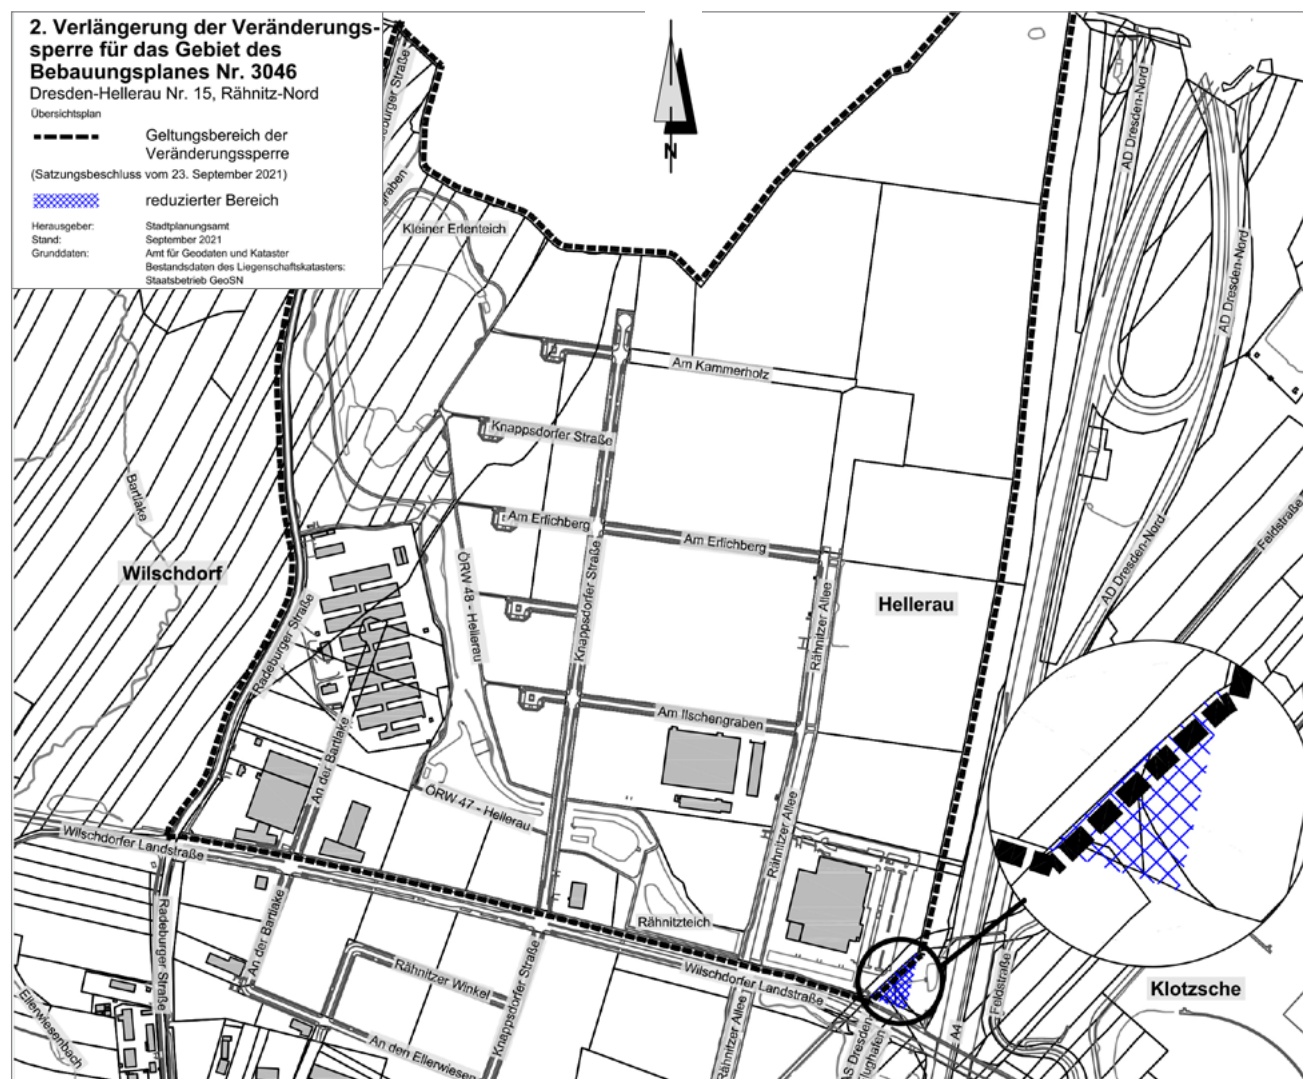 2. Verlängerung der Veränderungs-
sperre für das Gebiet des
Bebauungsplanes Nr. 3046
Dresden-Hellerau Nr. 15, Rähnitz-Nord
Übersichtsplan
Geltungsbereich der
Veränderungssperre
(Satzungsbeschluss vom 23. September 2021)
reduzierter Bereich
Herausgeber: Stadtplanungsamt
Stand: September 2021
Grunddaten: Amt für Geodaten und Kataster
Bestandsdaten des Liegenschaftskatasters:
Staatsbetrieb GeoSN
N
AD Dresden-Nord
AD Dresden-Nord
Kleiner Erlenteich
Am Kammerholz
Knappsdorfer Straße
Bartlake
Am Erlichberg
Am Erlichberg
Feldstraße
AD Dresden-Nord
Wilschdorf
Hellerau
ÖRW 48 - Hellerau
Knappsdorfer Straße
Rähnitzer Allee
Radeburger Straße
Am Ilschengraben
An der Bartlake
ÖRW 47 - Hellerau
Rähnitzer Allee
Wilschdorfer Landstraße
Rähnitzteich
Radeburger Straße
An der Bartlake
Rähnitzer Winkel
Knappsdorfer Straße
Wilschdorfer Landstraße
Feldstraße
Klotzsche
Ellerwiesenbach
An den Ellerwiesen
Rähnitzer Allee
AS Dresden
Flughafen
A4